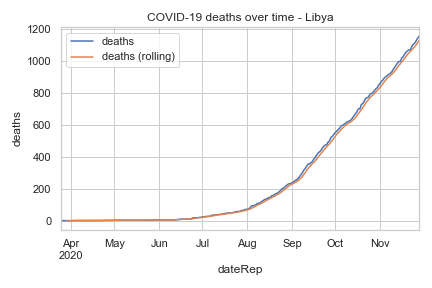 COVID-19 deaths over time - Libya
deaths
deaths (rolling)
1200
1000
800
600
400
200
0
deaths
Apr May Jun Jul Aug Sep Oct Nov
2020
dateRep